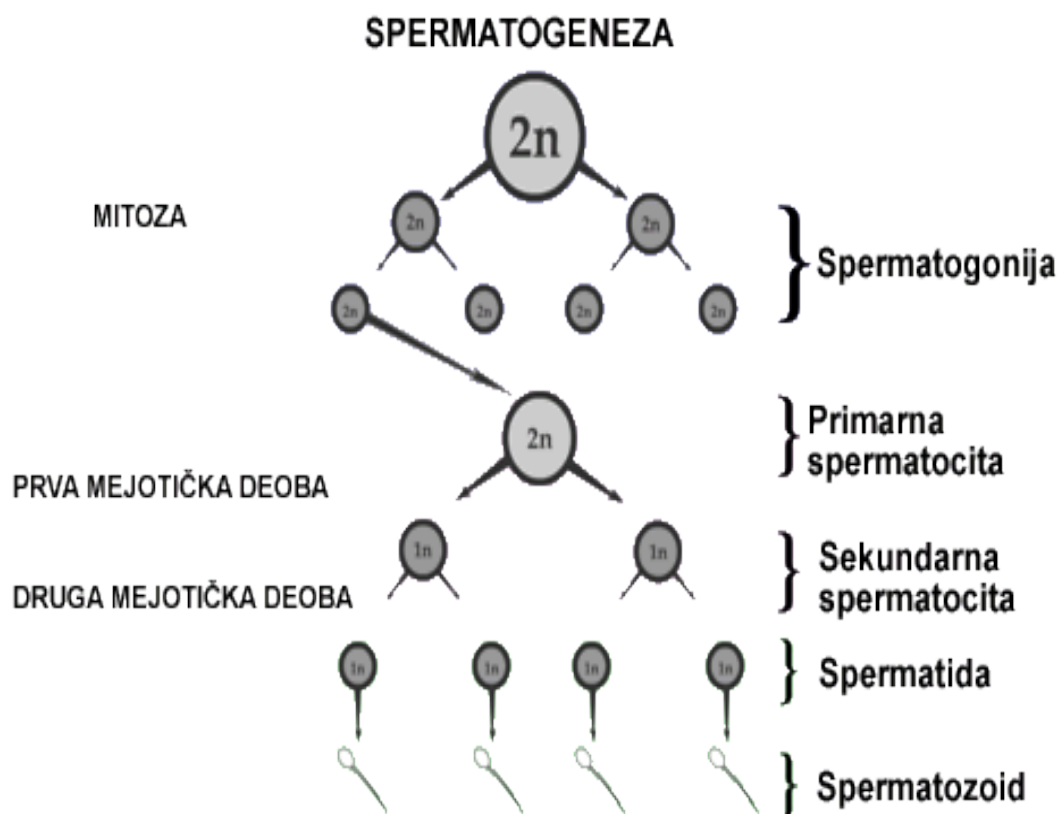 SPERMATOGENEZA
2n
MITOZA
2n
2n
Spermatogonija
2n
2n
2n
2n
Primarna
spermatocita
2n
PRVA MEJOTIČKA DEOBA
1n
1n
Sekundarna
spermatocita
DRUGA MEJOTIČKA DEOBA
1n
1n
1n
1n
Spermatida
Spermatozoid